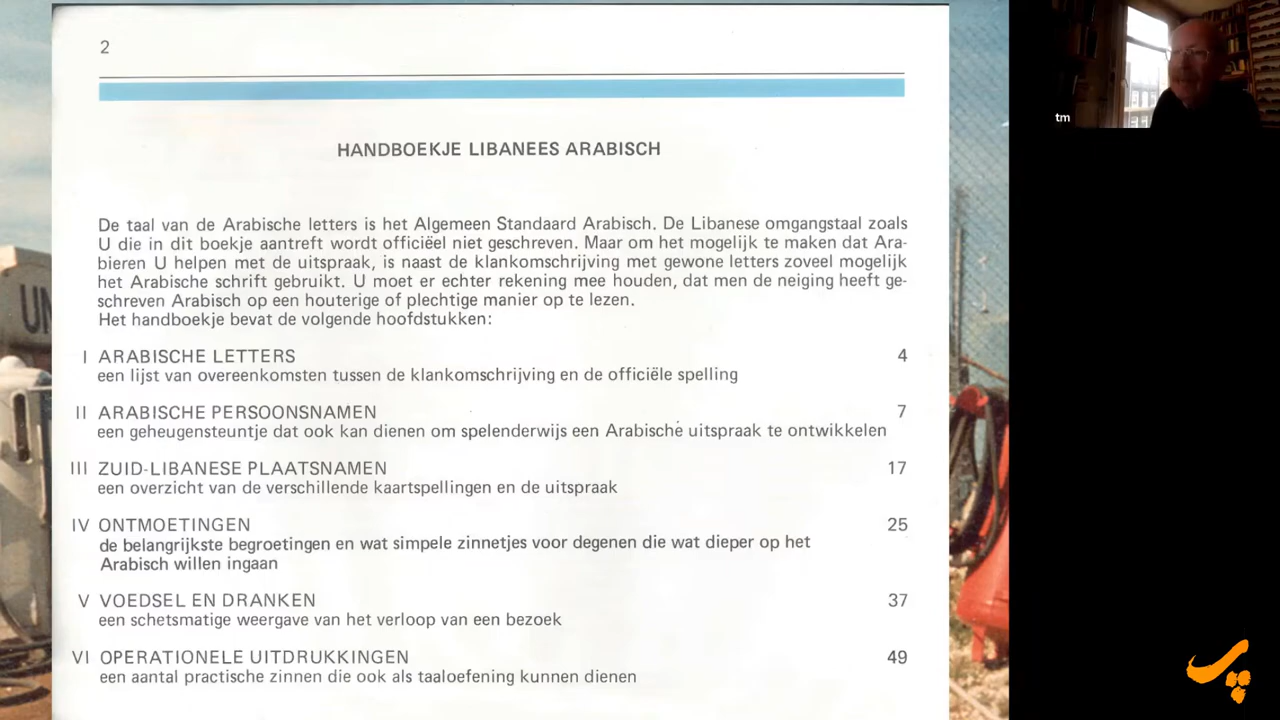 2
HANDBOEKJE LIBANEES ARABISCH
De taal van de Arabische letters is het Algemeen Standaard Arabisch. De Libanese omgangstaal zoals
U die in dit boekje aantreft wordt officiëel niet geschreven. Maar om het mogelijk te maken dat Ara-
bieren U helpen met de uitspraak, is naast de klankomschrijving met gewone letters zoveel mogelijk
het Arabische schrift gebruikt. U moet er echter rekening mee houden, dat men de neiging heeft ge-
schreven Arabisch op een houterige of plechtige manier op te lezen.
Het handboekje bevat de volgende hoofdstukken:
I ARABISCHE LETTERS 4
een lijst van overeenkomsten tussen de klankomschrijving en de officiële spelling
II ARABISCHE PERSOONSNAMEN 7
een geheugensteuntje dat ook kan dienen om spelenderwijs een Arabische uitspraak te ontwikkelen
III ZUID-LIBANESE PLAATSNAMEN 17
een overzicht van de verschillende kaartspellingen en de uitspraak
IV ONTMOETINGEN 25
de belangrijkste begroetingen en wat simpele zinnetjes voor degenen die wat dieper op het
Arabisch willen ingaan
V VOEDSEL EN DRANKEN 37
een schetsmatige weergave van het verloop van een bezoek
VI OPERATIONELE UITDRUKKINGEN 49
een aantal practische zinnen die ook als taaloefening kunnen dienen
UN
tm